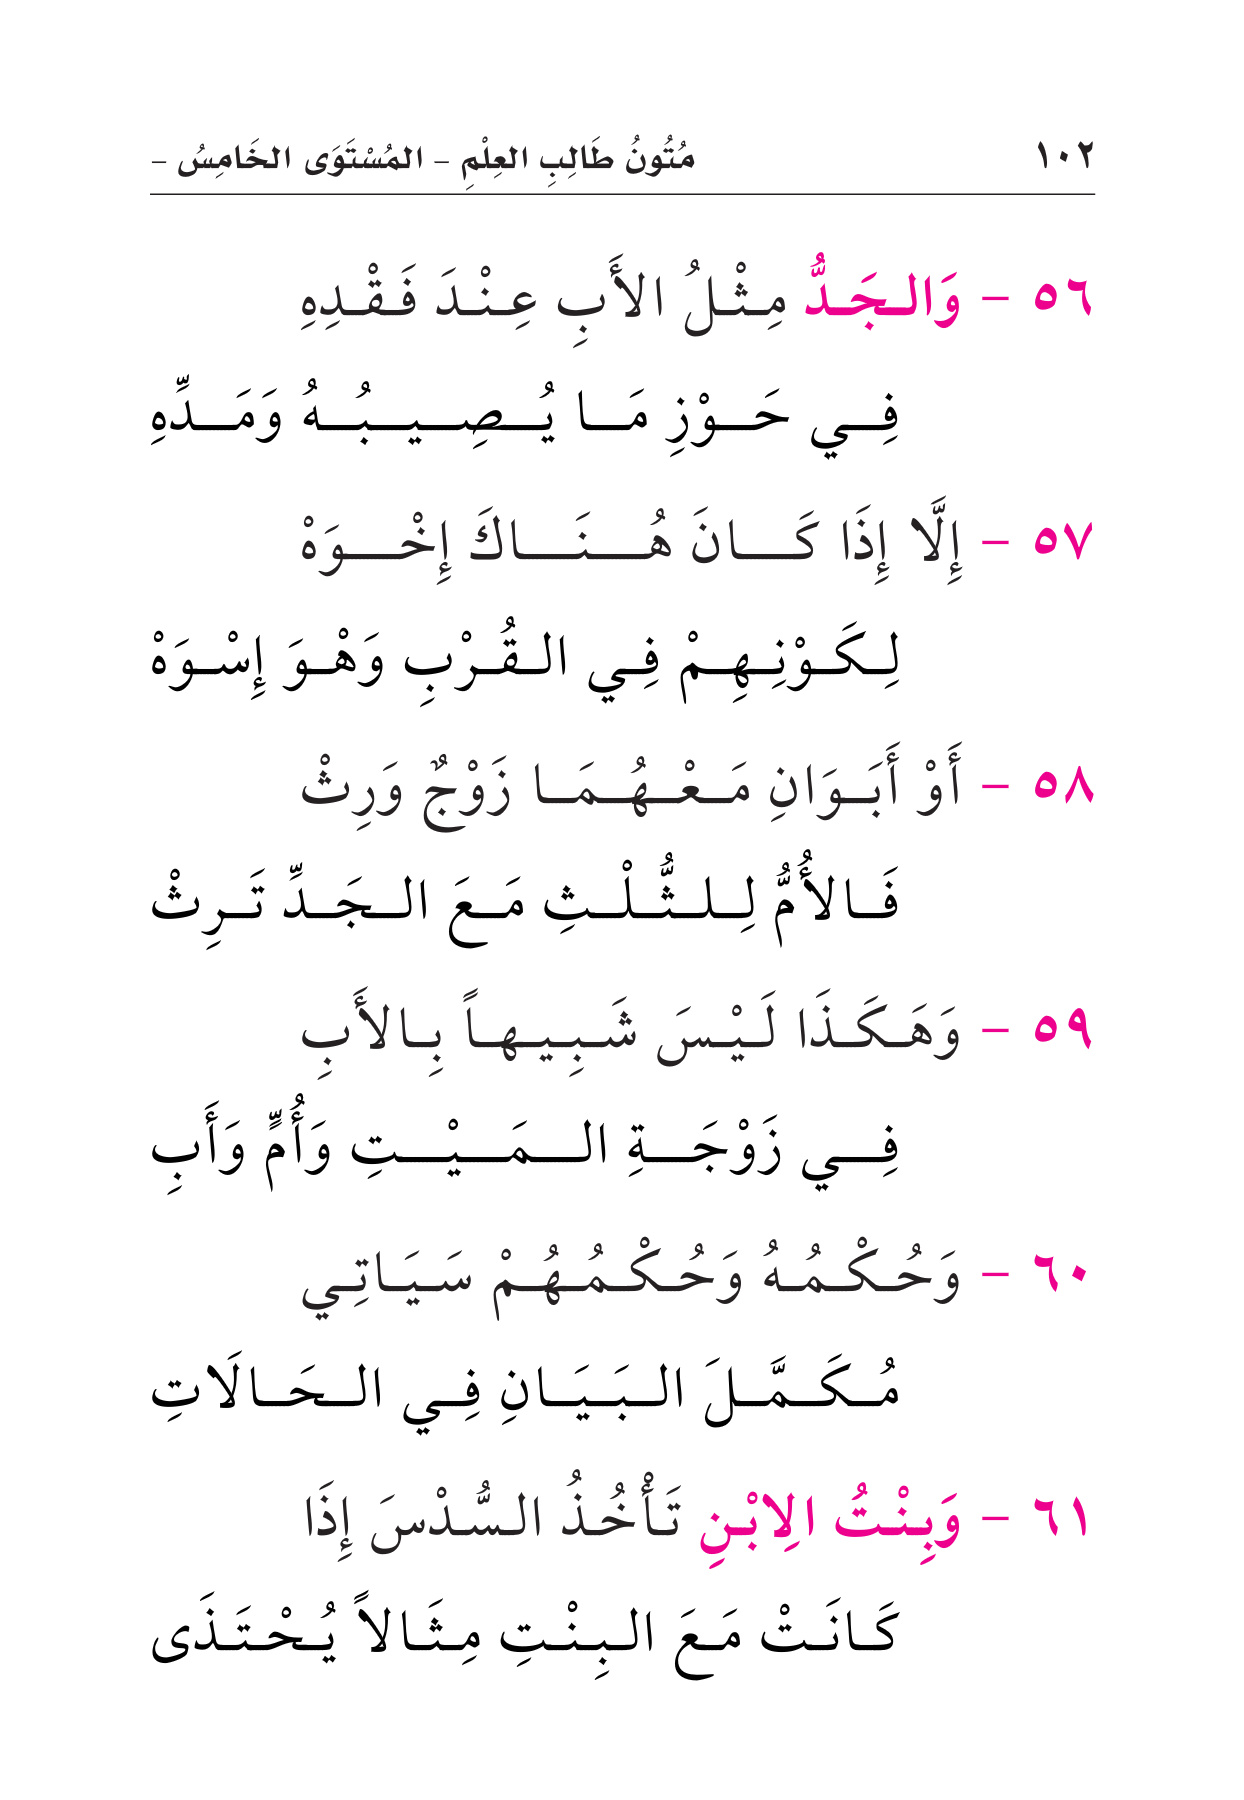 ١٠٢ مُتُونُ طَالِبِ العِلْمِ - المُسْتَوَى الخَامِسُ -
٥٦ - وَالجَدُّ مِثْلُ الأَبِ عِنْدَ فَقْدِهِ
فِي حَوْزِ مَا يُصِيبُهُ وَمَدِّهِ
٥٧ - إِلَّا إِذَا كَانَ هُنَاكَ إِخْوَهْ
لِكَوْنِهِمْ فِي القُرْبِ وَهْوَ إِسْوَهْ
٥٨ - أَوْ أَبَوَانِ مَعْهُمَا زَوْجٌ وَرِثْ
فَالأُمُّ لِلثُّلْثِ مَعَ الجَدِّ تَرِثْ
٥٩ - وَهَكَذَا لَيْسَ شَبِيهاً بِالأَبِ
فِي زَوْجَةِ المَيْتِ وَأُمٍّ وَأَبِ
٦٠ - وَحُكْمُهُ وَحُكْمُهُمْ سَيَاتِي
مُكَمَّلَ البَيَانِ فِي الحَالَاتِ
٦١ - وَبِنْتُ الِابْنِ تَأْخُذُ السُّدْسَ إِذَا
كَانَتْ مَعَ البِنْتِ مِثَالاً يُحْتَذَى